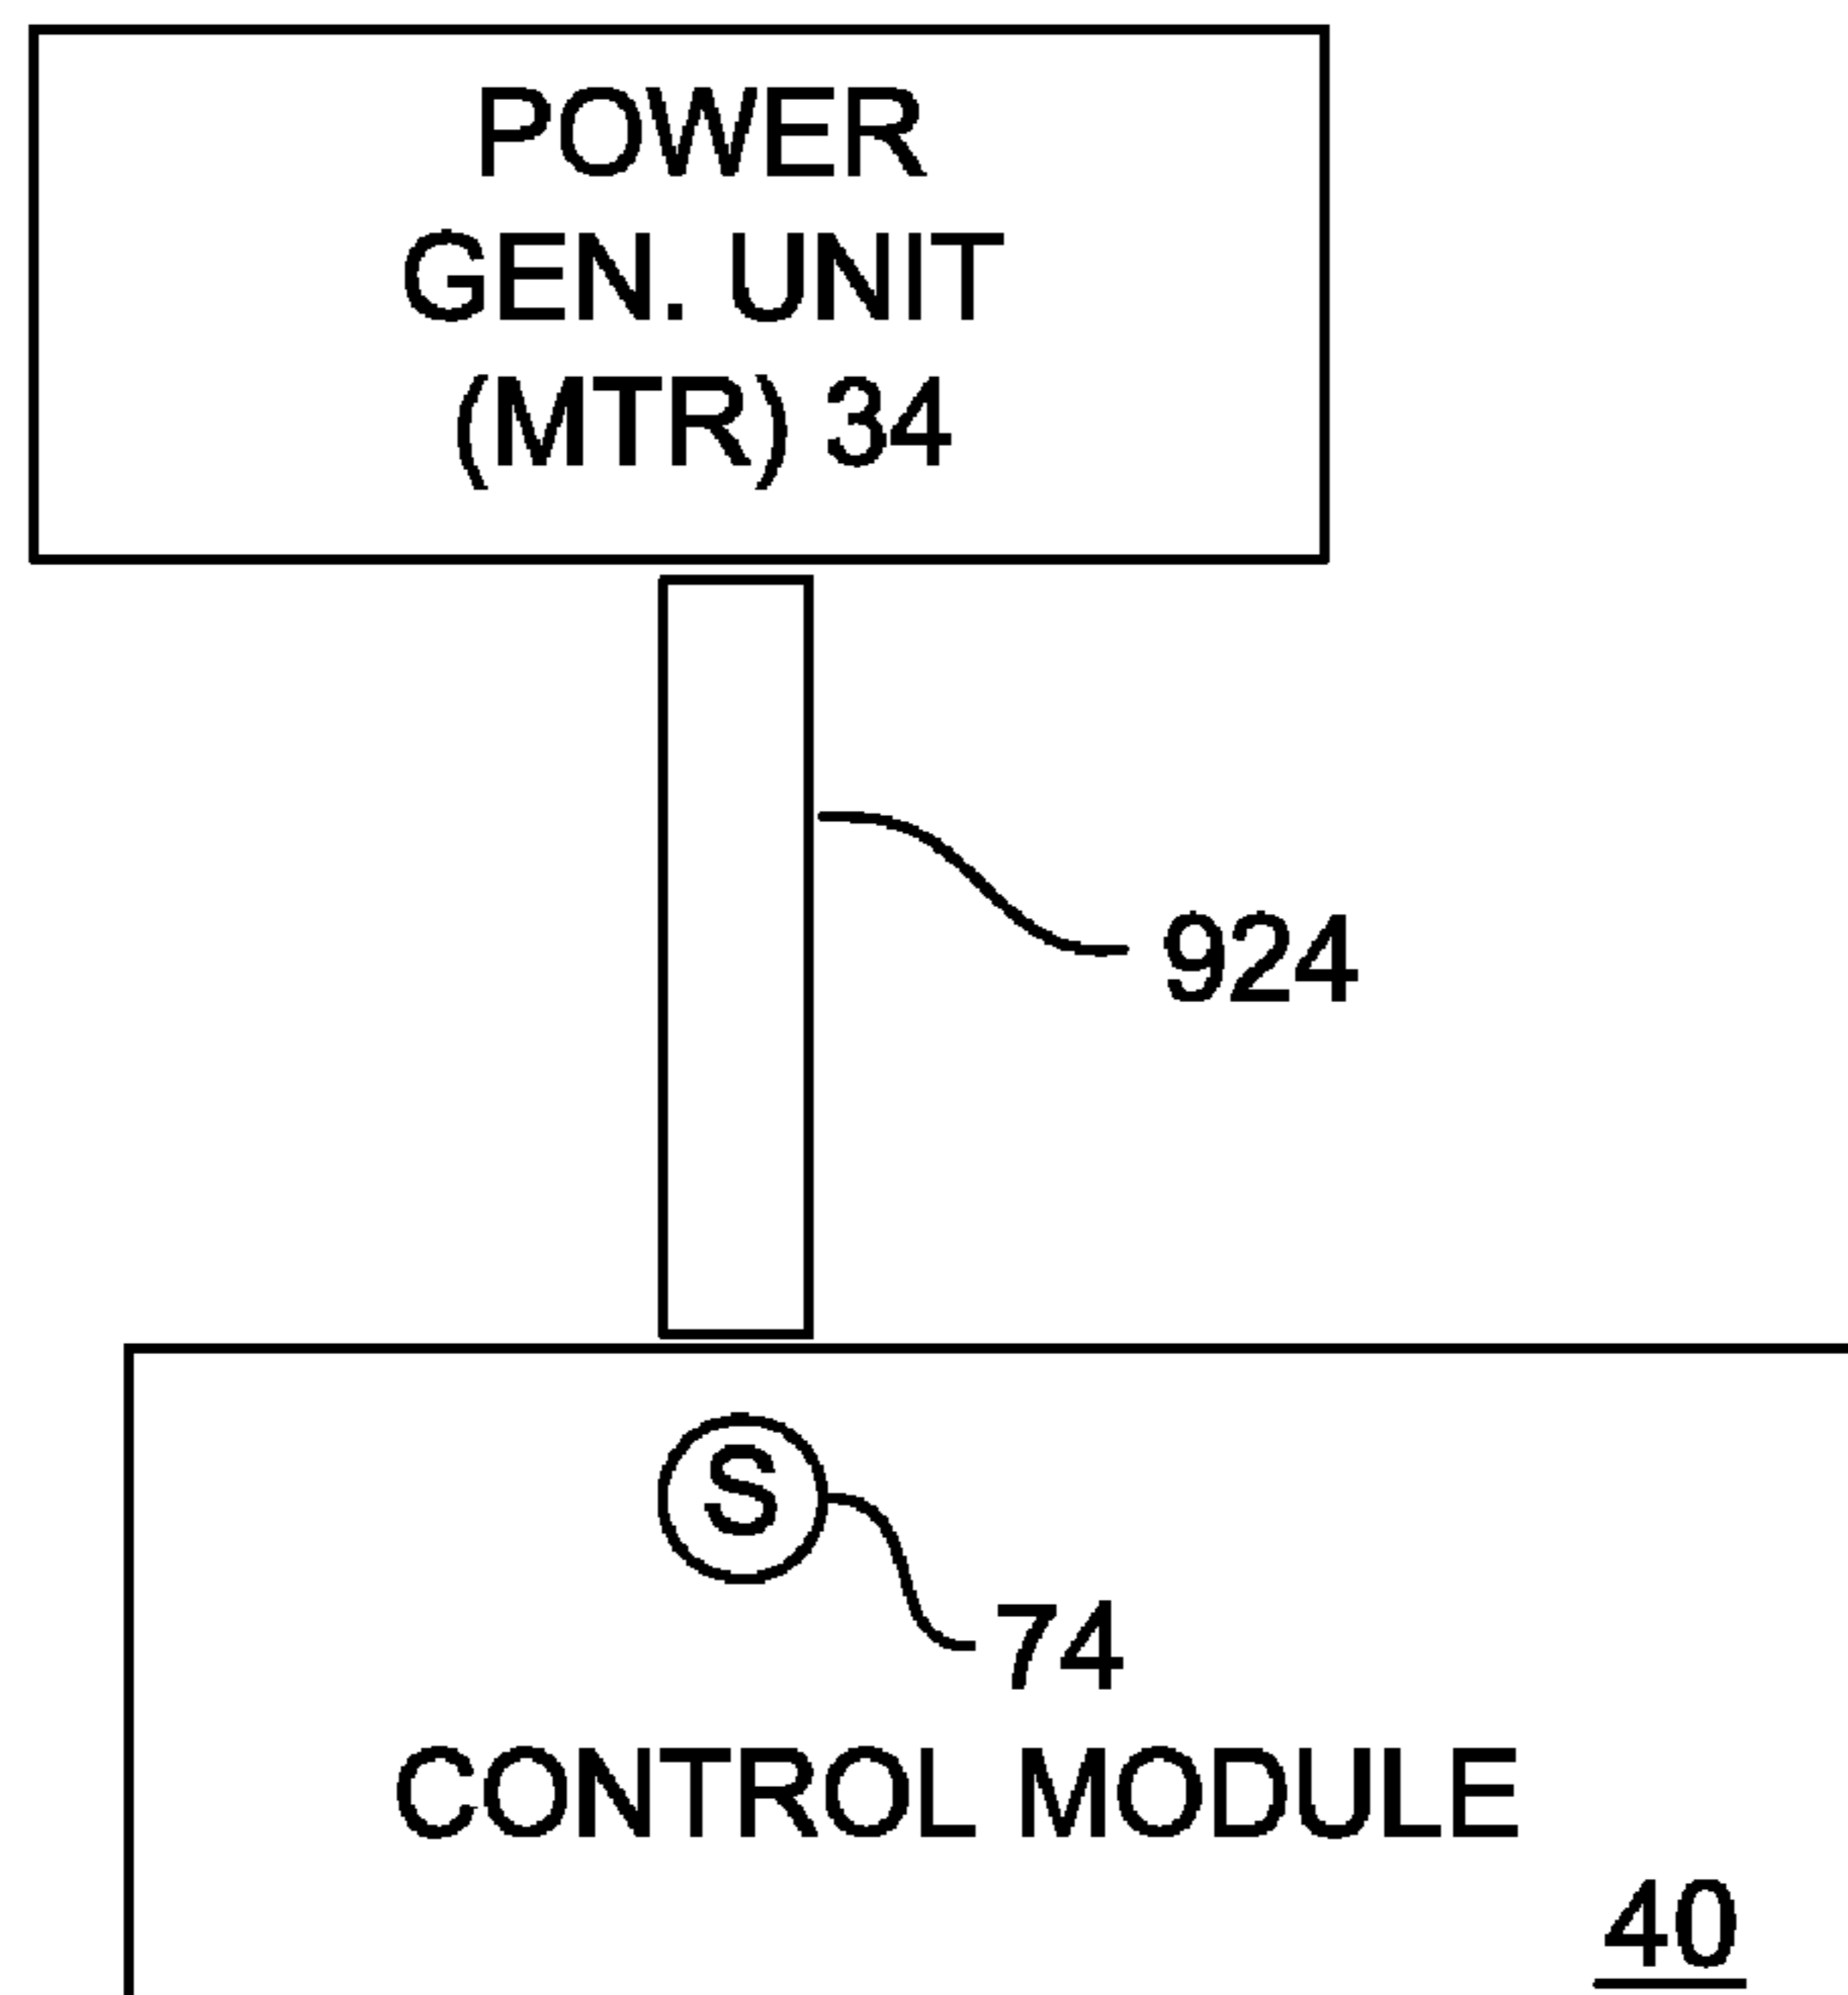 POWER
GEN. UNIT
(MTR) 34
924
S
74
CONTROL MODULE
40